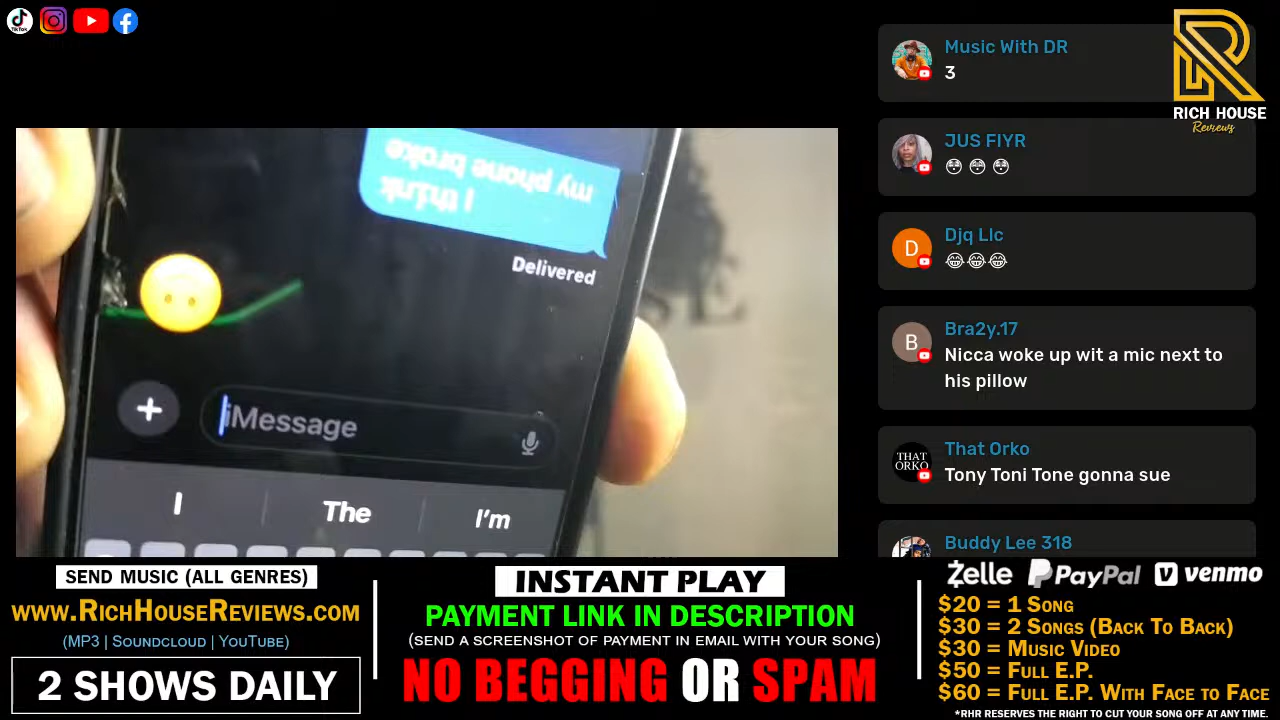 TikTok
Music With DR
3
RICH HOUSE
Reviews
JUS FIYR
Djq Llc
D
Bra2y.17
B
Nicca woke up wit a mic next to
his pillow
That Orko
THAT
ORKO
Tony Toni Tone gonna sue
Buddy Lee 318
I think
my phone broke
Delivered
iMessage
I The I'm
SEND MUSIC (ALL GENRES)
www.RichHouseReviews.com
(MP3 | Soundcloud | YouTube)
2 SHOWS DAILY
INSTANT PLAY
PAYMENT LINK IN DESCRIPTION
(SEND A SCREENSHOT OF PAYMENT IN EMAIL WITH YOUR SONG)
NO BEGGING OR SPAM
Zelle PayPal V venmo
$20 = 1 Song
$30 = 2 Songs (Back To Back)
$30 = Music Video
$50 = Full E.P.
$60 = Full E.P. With Face to Face
*RHR RESERVES THE RIGHT TO CUT YOUR SONG OFF AT ANY TIME.